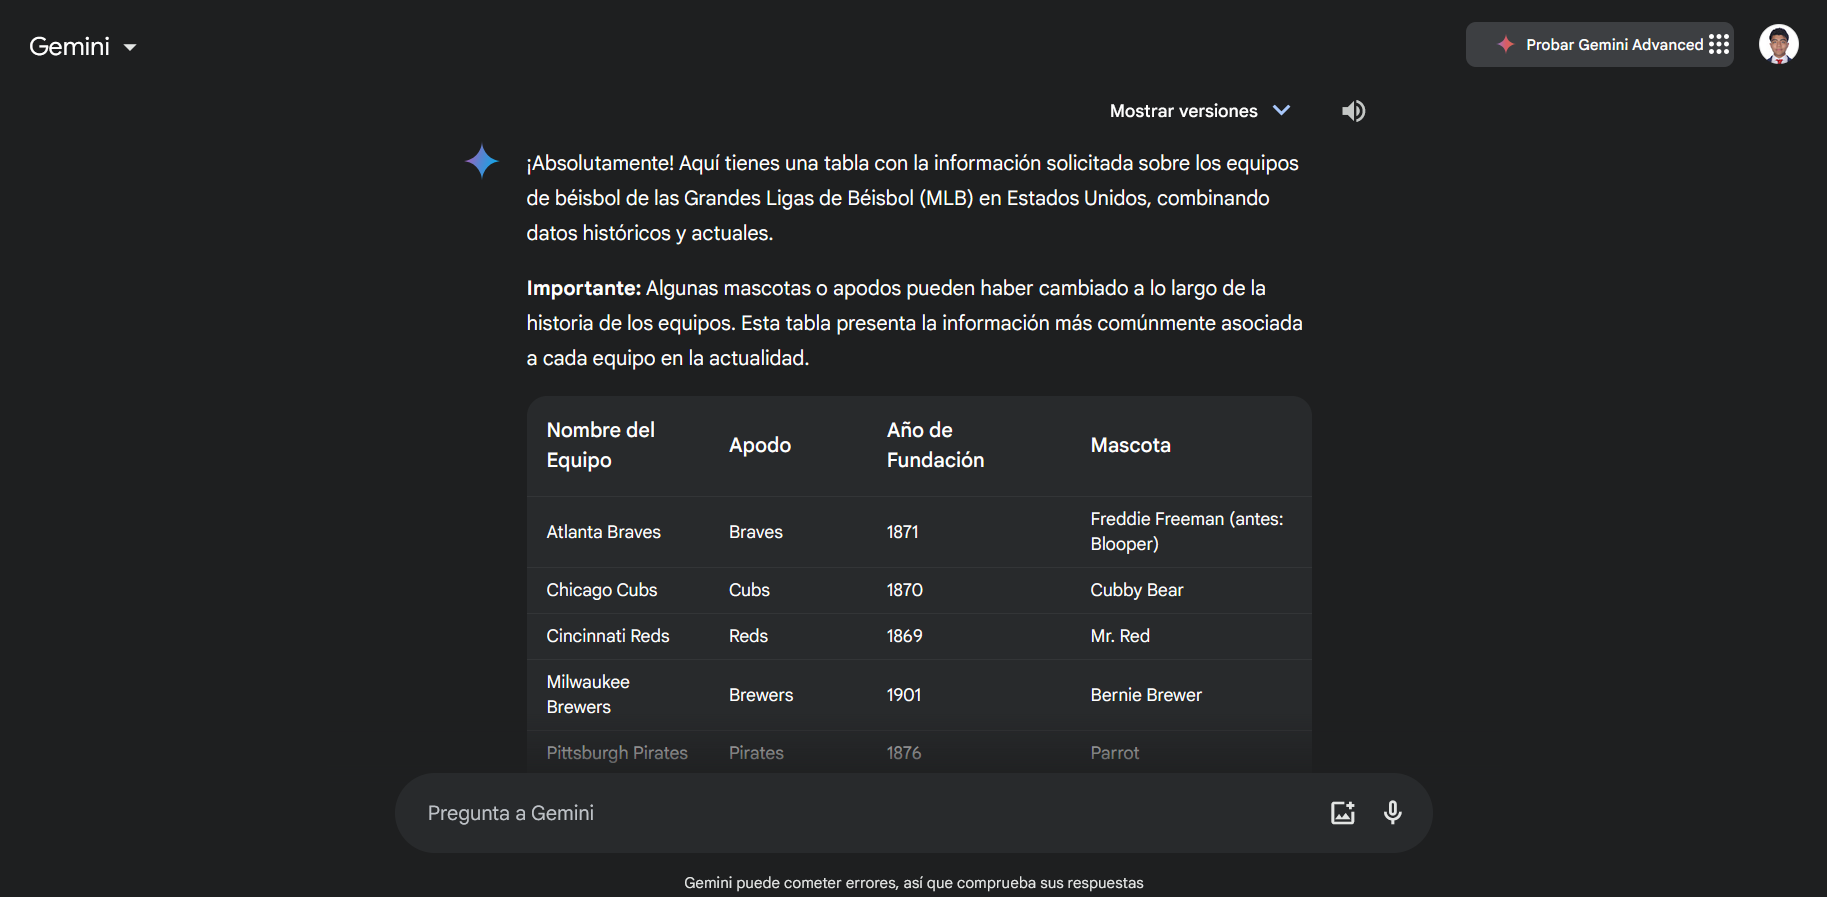 Gemini
Probar Gemini Advanced
Mostrar versiones
¡Absolutamente! Aquí tienes una tabla con la información solicitada sobre los equipos
de béisbol de las Grandes Ligas de Béisbol (MLB) en Estados Unidos, combinando
datos históricos y actuales.
Importante: Algunas mascotas o apodos pueden haber cambiado a lo largo de la
historia de los equipos. Esta tabla presenta la información más comúnmente asociada
a cada equipo en la actualidad.
Nombre del
Equipo
Apodo
Año de
Fundación
Mascota
Atlanta Braves
Braves
1871
Freddie Freeman (antes:
Blooper)
Chicago Cubs
Cubs
1870
Cubby Bear
Cincinnati Reds
Reds
1869
Mr. Red
Milwaukee
Brewers
Brewers
1901
Bernie Brewer
Pittsburgh Pirates
Pirates
1876
Parrot
Pregunta a Gemini
Gemini puede cometer errores, así que comprueba sus respuestas